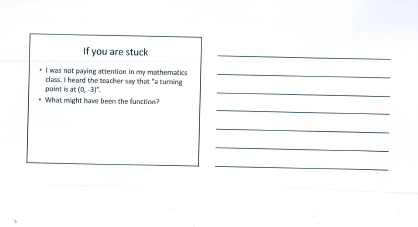 If you are stuck
• I was not paying attention in my mathematics
class. I heard the teacher say that "a turning
point is at (0, -3)".
• What might have been the function?